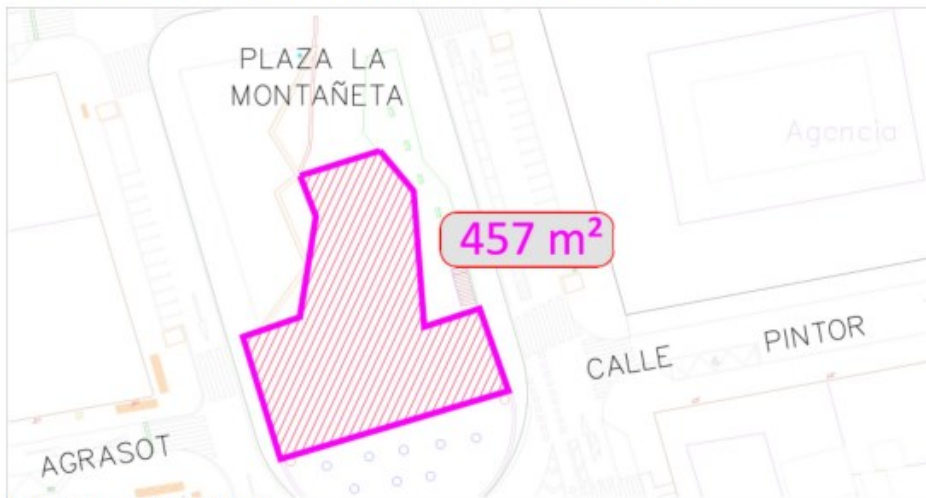 PLAZA LA
MONTAÑETA
Agencia
457 m²
CALLE
PINTOR
AGRASOT